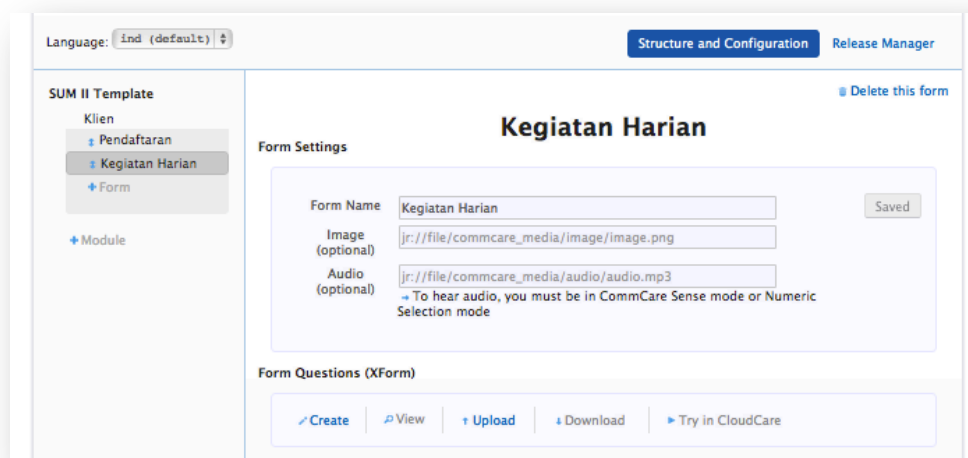 Language: ind (default)
Structure and Configuration
Release Manager
SUM II Template
Klien
Pendaftaran
Kegiatan Harian
+ Form
+ Module
Delete this form
Kegiatan Harian
Form Settings
Form Name Kegiatan Harian Saved
Image (optional) jr://file/commcare_media/image/image.png
Audio (optional) jr://file/commcare_media/audio/audio.mp3
→ To hear audio, you must be in CommCare Sense mode or Numeric
Selection mode
Form Questions (XForm)
Create View Upload Download Try in CloudCare